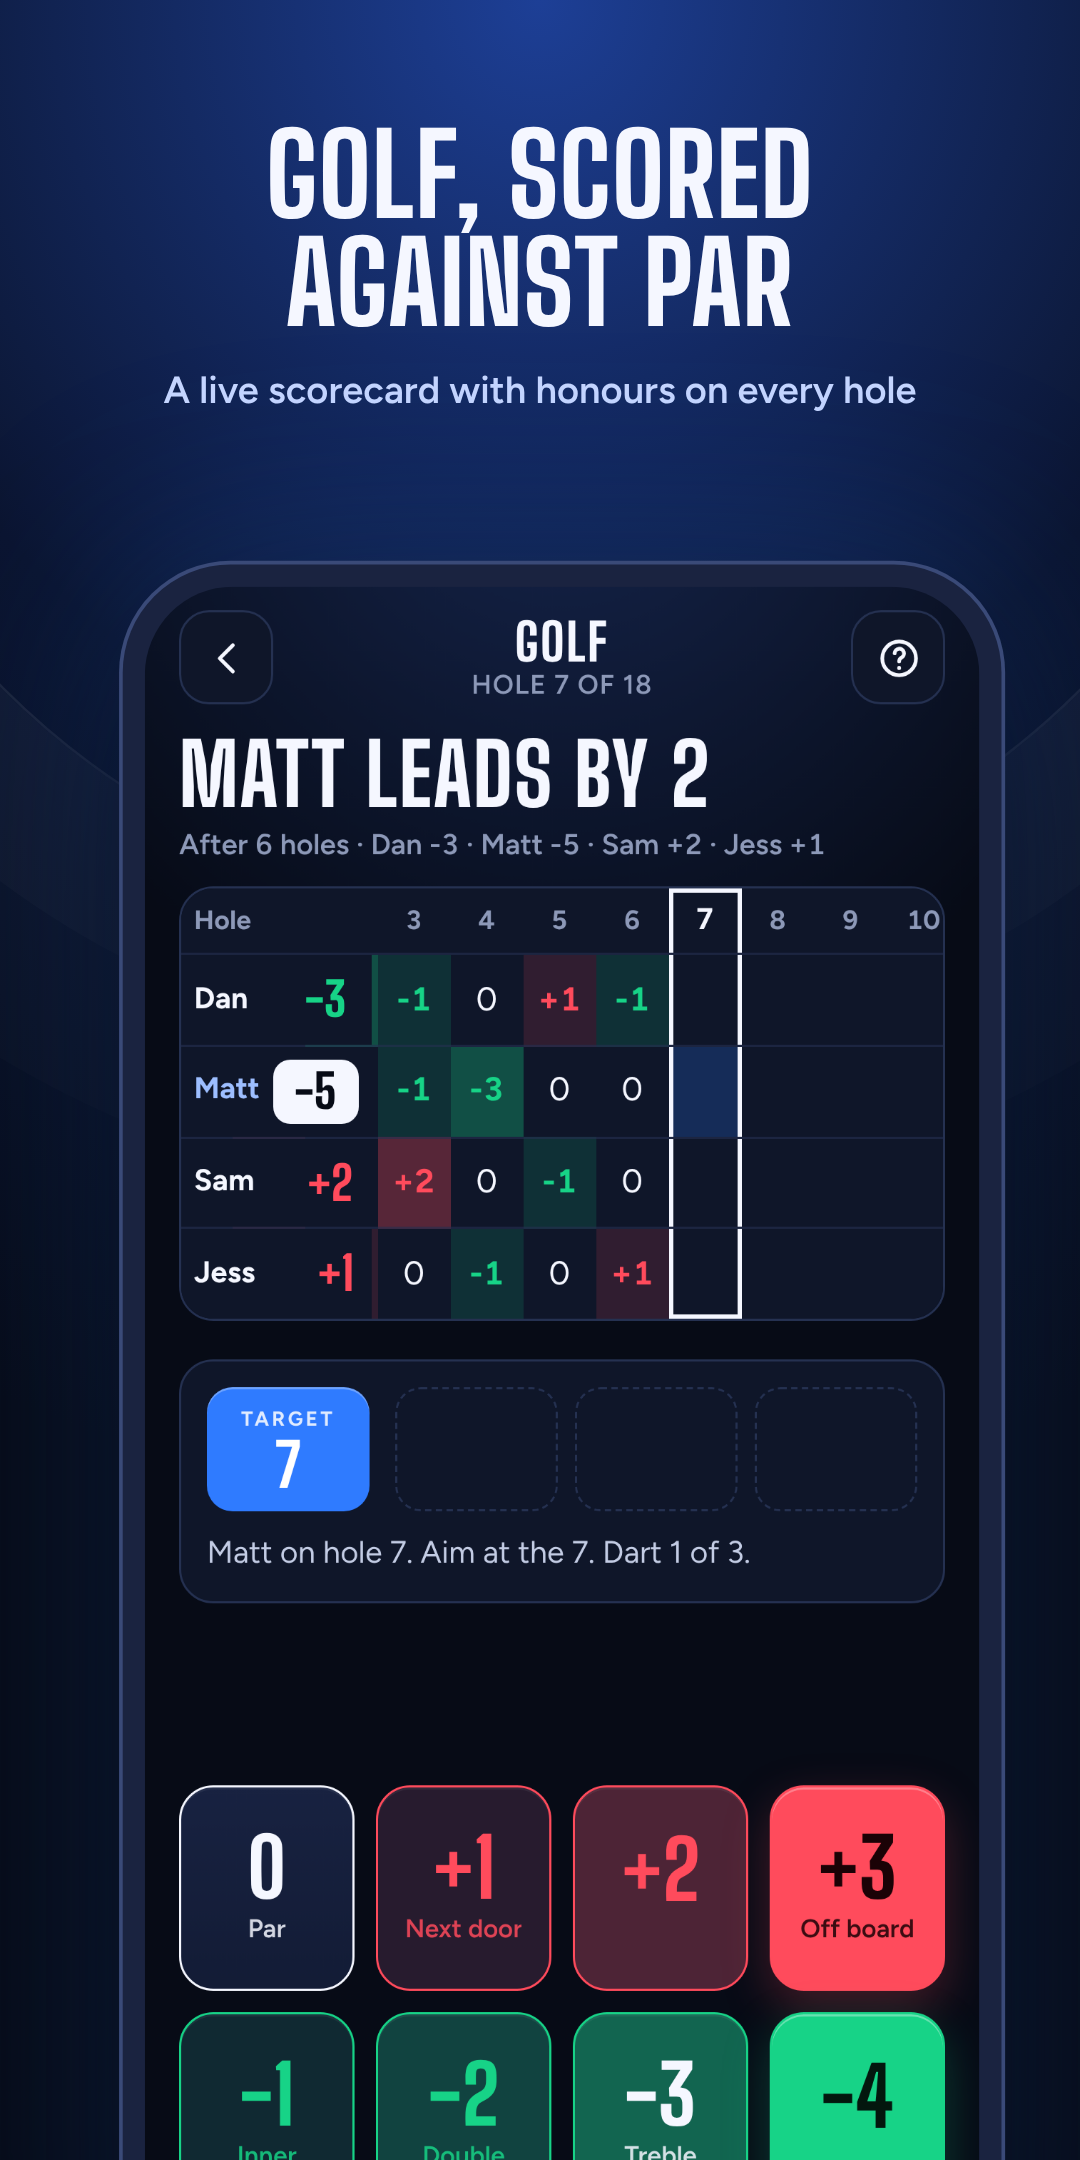 GOLF, SCORED
AGAINST PAR
A live scorecard with honours on every hole
GOLF
HOLE 7 OF 18
MATT LEADS BY 2
After 6 holes · Dan -3 · Matt -5 · Sam +2 · Jess +1
Hole 3 4 5 6 7 8 9 10
Dan -3 -1 0 +1 -1
Matt -5 -1 -3 0 0
Sam +2 +2 0 -1 0
Jess +1 0 -1 0 +1
TARGET
7
Matt on hole 7. Aim at the 7. Dart 1 of 3.
0 +1 +2 +3
Par Next door Off board
-1 -2 -3 -4
Inner Double Treble